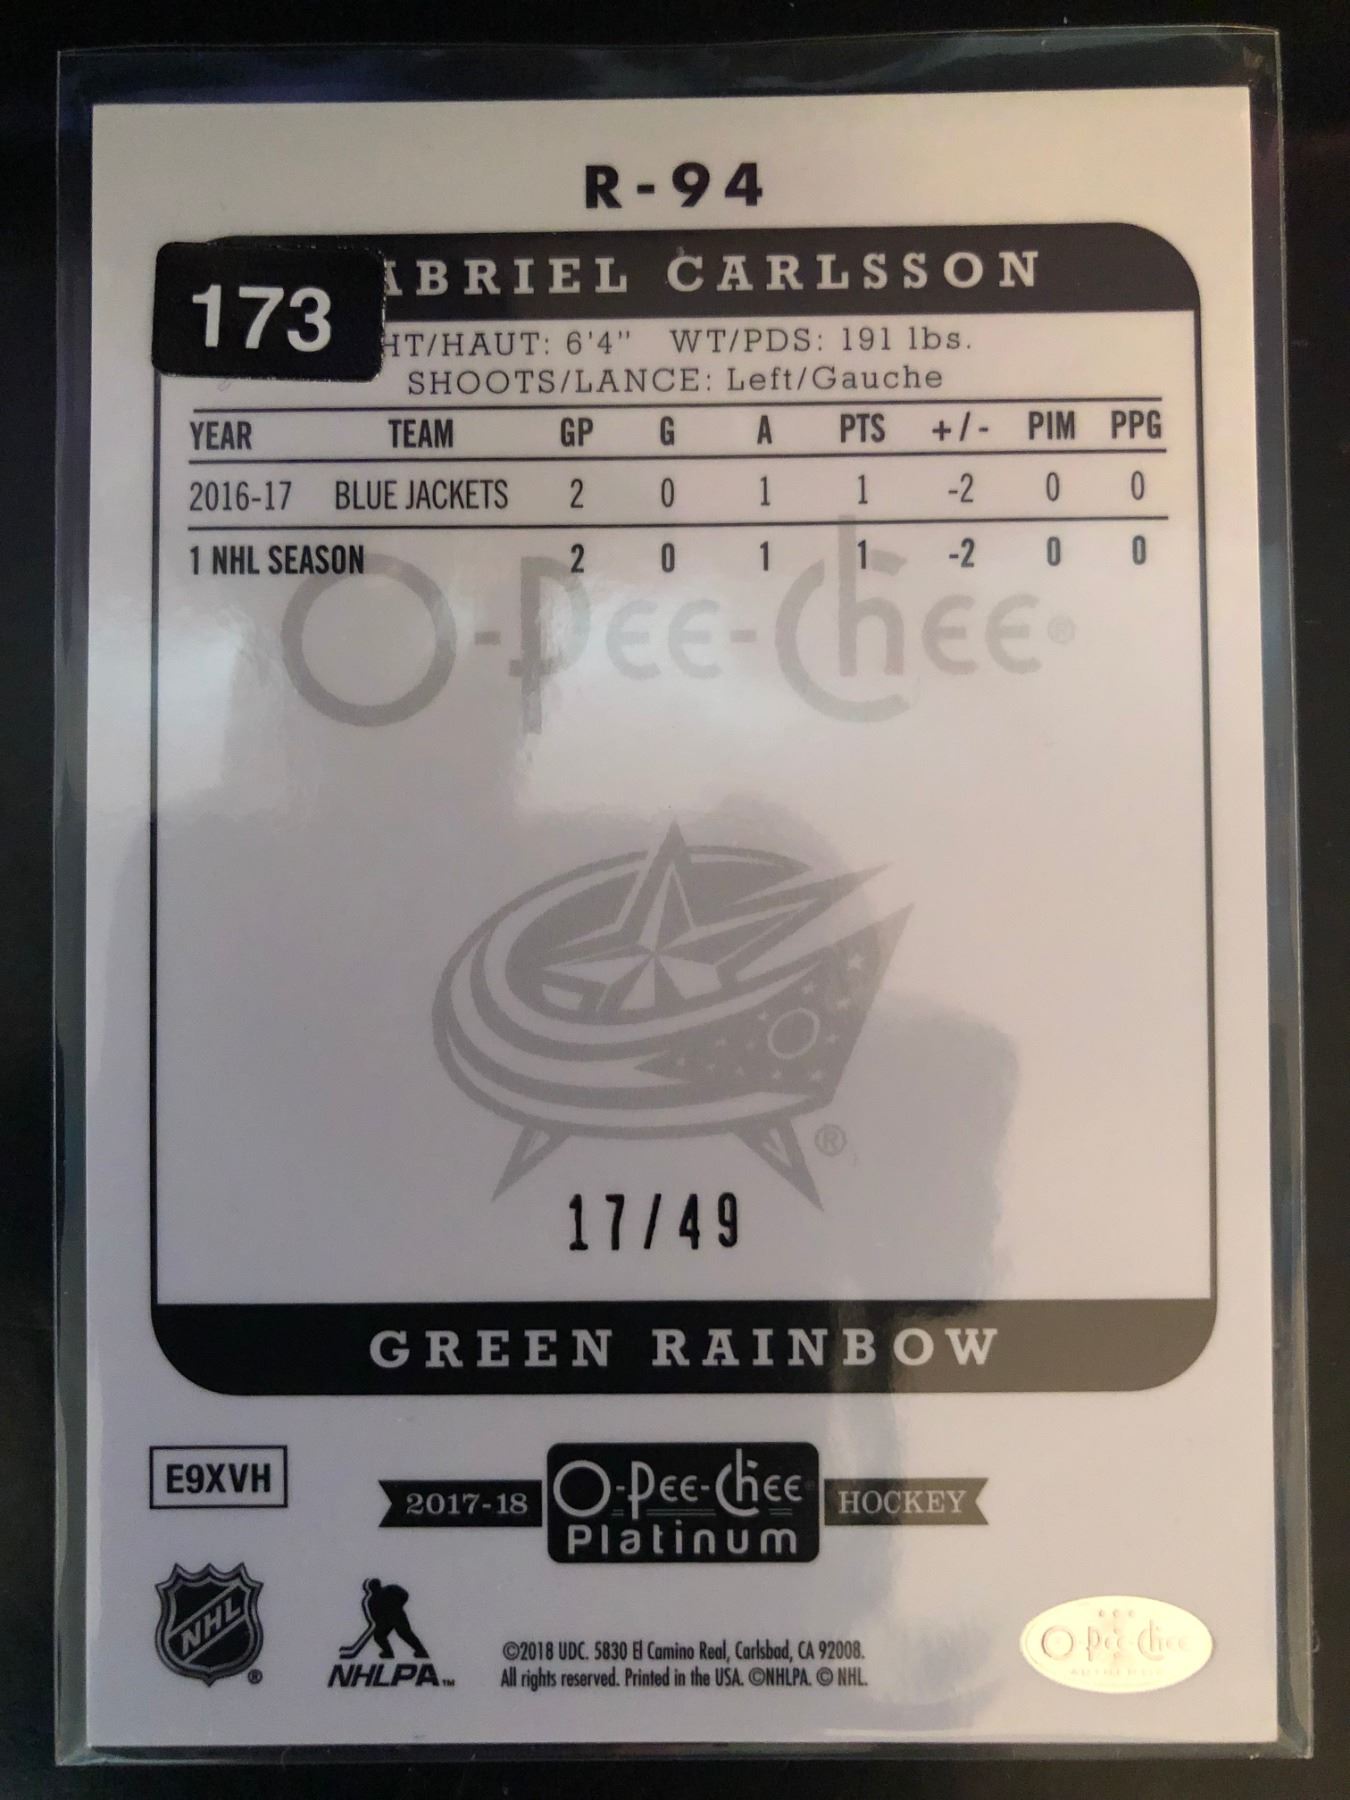 R-94
173
ABRIEL CARLSSON
HT/HAUT: 6'4" WT/PDS: 191 lbs.
SHOOTS/LANCE: Left/Gauche
YEAR TEAM GP G A PTS +/- PIM PPG
2016-17 BLUE JACKETS 2 0 1 1 -2 0 0
1 NHL SEASON 2 0 1 1 -2 0 0
O-Pee-Chee®
®
17/49
GREEN RAINBOW
E9XVH
2017-18 O-Pee-Chee HOCKEY
Platinum
NHL ®
NHLPA™
©2018 UDC. 5830 El Camino Real, Carlsbad, CA 92008.
All rights reserved. Printed in the USA. ©NHLPA. © NHL.
O-Pee-Chee